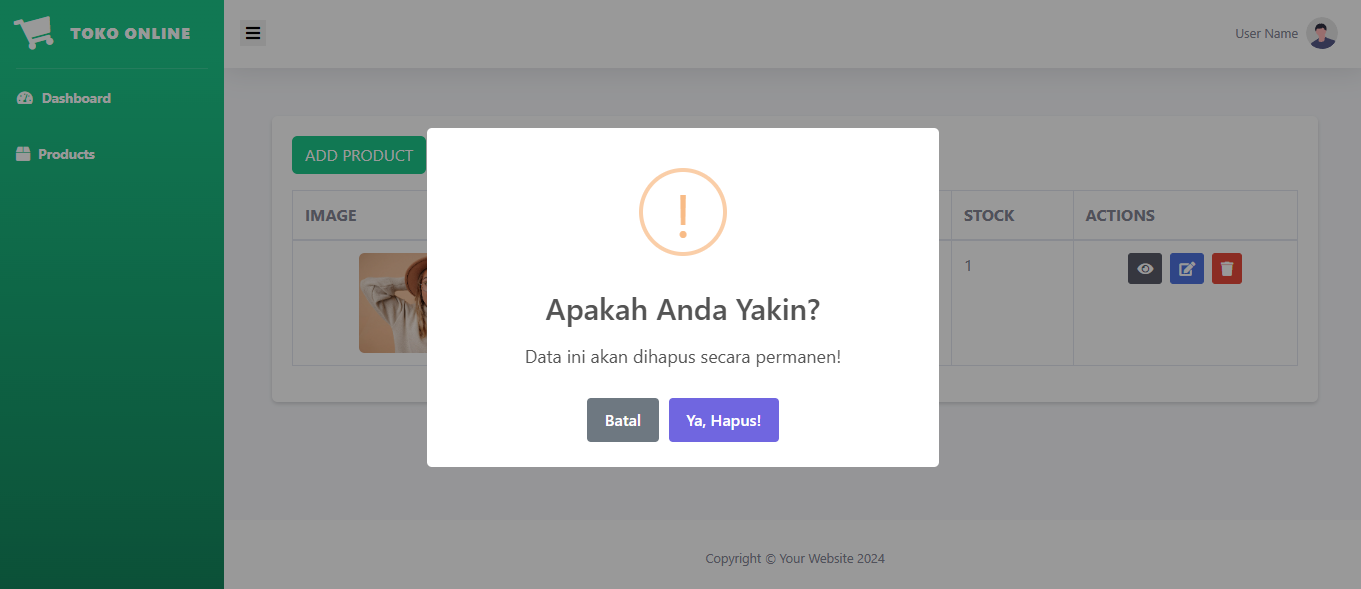 TOKO ONLINE
User Name
Dashboard
Products
ADD PRODUCT
IMAGE
STOCK
ACTIONS
1
!
Apakah Anda Yakin?
Data ini akan dihapus secara permanen!
Batal
Ya, Hapus!
Copyright © Your Website 2024